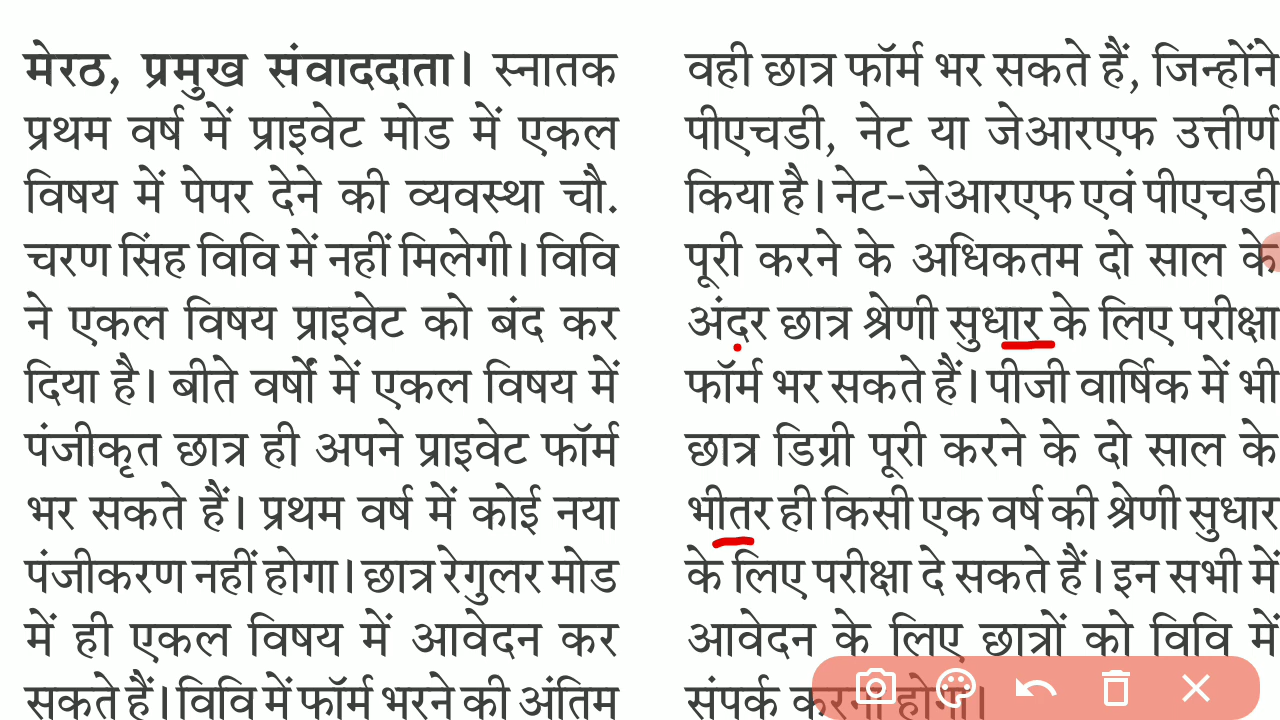 मेरठ, प्रमुख संवाददाता। स्नातक
प्रथम वर्ष में प्राइवेट मोड में एकल
विषय में पेपर देने की व्यवस्था चौ.
चरण सिंह विवि में नहीं मिलेगी। विवि
ने एकल विषय प्राइवेट को बंद कर
दिया है। बीते वर्षों में एकल विषय में
पंजीकृत छात्र ही अपने प्राइवेट फॉर्म
भर सकते हैं। प्रथम वर्ष में कोई नया
पंजीकरण नहीं होगा। छात्र रेगुलर मोड
में ही एकल विषय में आवेदन कर
सकते हैं। विवि में फॉर्म भरने की अंतिम
वही छात्र फॉर्म भर सकते हैं, जिन्होंने
पीएचडी, नेट या जेआरएफ उत्तीर्ण
किया है। नेट-जेआरएफ एवं पीएचडी
पूरी करने के अधिकतम दो साल के
अंदर छात्र श्रेणी सुधार के लिए परीक्षा
फॉर्म भर सकते हैं। पीजी वार्षिक में भी
छात्र डिग्री पूरी करने के दो साल के
भीतर ही किसी एक वर्ष की श्रेणी सुधार
के लिए परीक्षा दे सकते हैं। इन सभी में
आवेदन के लिए छात्रों को विवि में
संपर्क करना होगा।